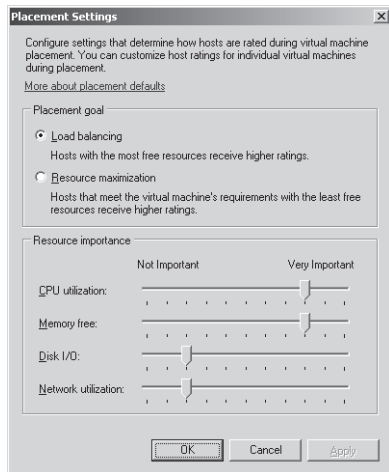 Placement Settings
Configure settings that determine how hosts are rated during virtual machine
placement. You can customize host ratings for individual virtual machines
during placement.
More about placement defaults
Placement goal
Load balancing
Hosts with the most free resources receive higher ratings.
Resource maximization
Hosts that meet the virtual machine's requirements with the least free
resources receive higher ratings.
Resource importance
Not Important Very Important
CPU utilization:
Memory free:
Disk I/O:
Network utilization:
OK Cancel Apply